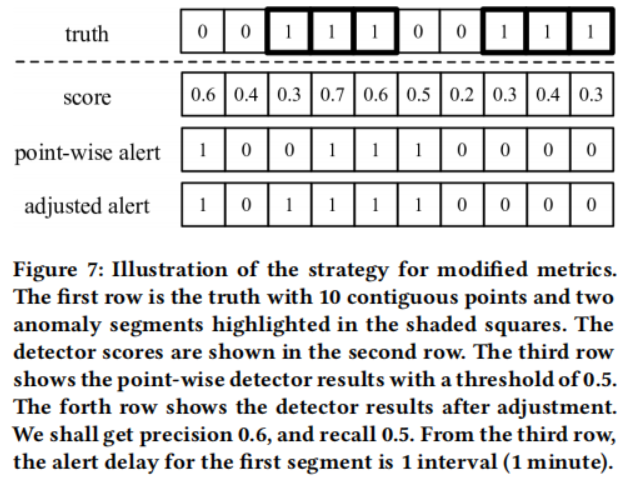 truth 0 0 1 1 1 0 0 1 1 1
score 0.6 0.4 0.3 0.7 0.6 0.5 0.2 0.3 0.4 0.3
point-wise alert 1 0 0 1 1 1 0 0 0 0
adjusted alert 1 0 1 1 1 1 0 0 0 0
Figure 7: Illustration of the strategy for modified metrics.
The first row is the truth with 10 contiguous points and two
anomaly segments highlighted in the shaded squares. The
detector scores are shown in the second row. The third row
shows the point-wise detector results with a threshold of 0.5.
The forth row shows the detector results after adjustment.
We shall get precision 0.6, and recall 0.5. From the third row,
the alert delay for the first segment is 1 interval (1 minute).